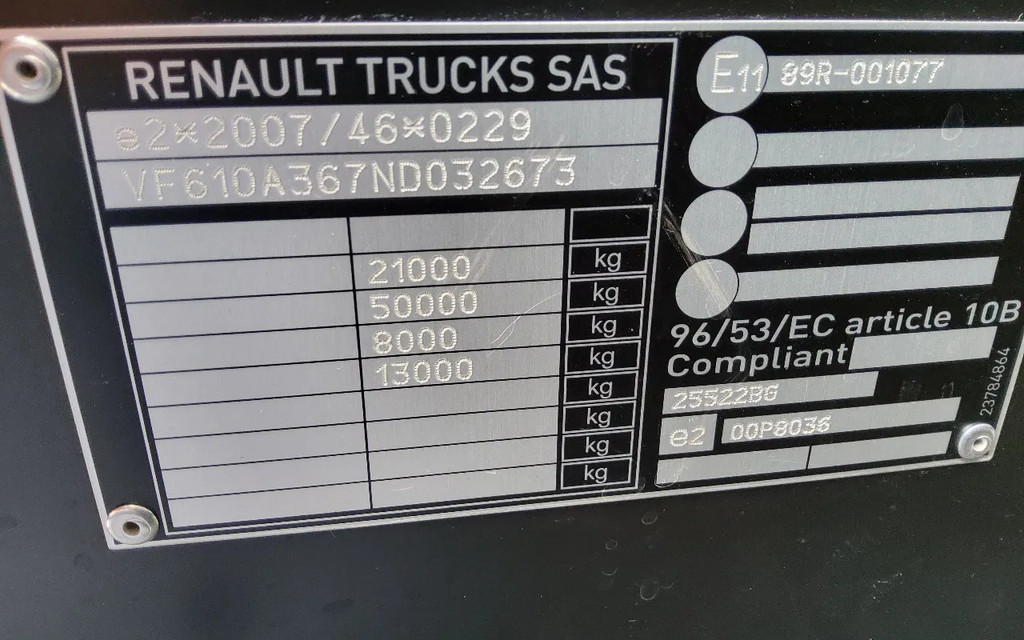 RENAULT TRUCKS SAS
e2*2007/46*0229
VF610A367ND032673
21000 kg
50000 kg
8000 kg
13000 kg
kg
kg
kg
kg
E11 89R-001077
96/53/EC article 10B
Compliant
25522BG
e2 00P8036
23784864